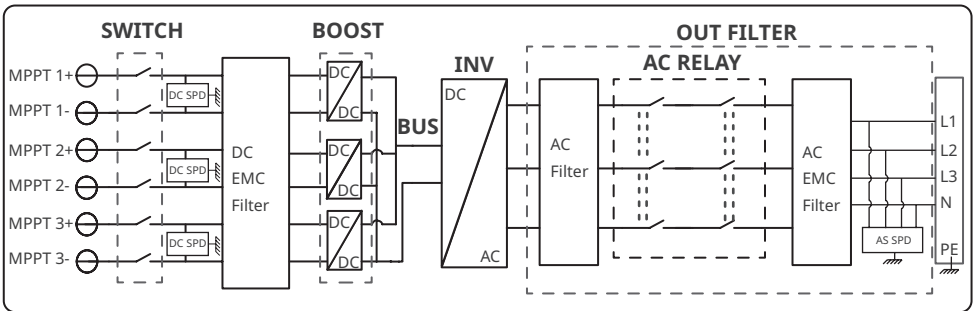 SWITCH
BOOST
OUT FILTER
INV
AC RELAY
MPPT 1+
MPPT 1-
MPPT 2+
MPPT 2-
MPPT 3+
MPPT 3-
DC SPD
DC SPD
DC SPD
DC
EMC
Filter
DC
DC
DC
DC
DC
DC
BUS
DC
AC
AC
Filter
AC
EMC
Filter
AS SPD
L1
L2
L3
N
PE